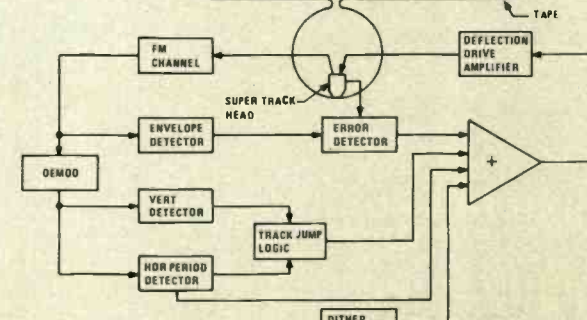 TAPE
FM
CHANNEL
DEFLECTION
DRIVE
AMPLIFIER
SUPER TRACK
HEAD
ENVELOPE
DETECTOR
ERROR
DETECTOR
+
DEMOD
VERT
DETECTOR
TRACK JUMP
LOGIC
HOR PERIOD
DETECTOR
DITHER